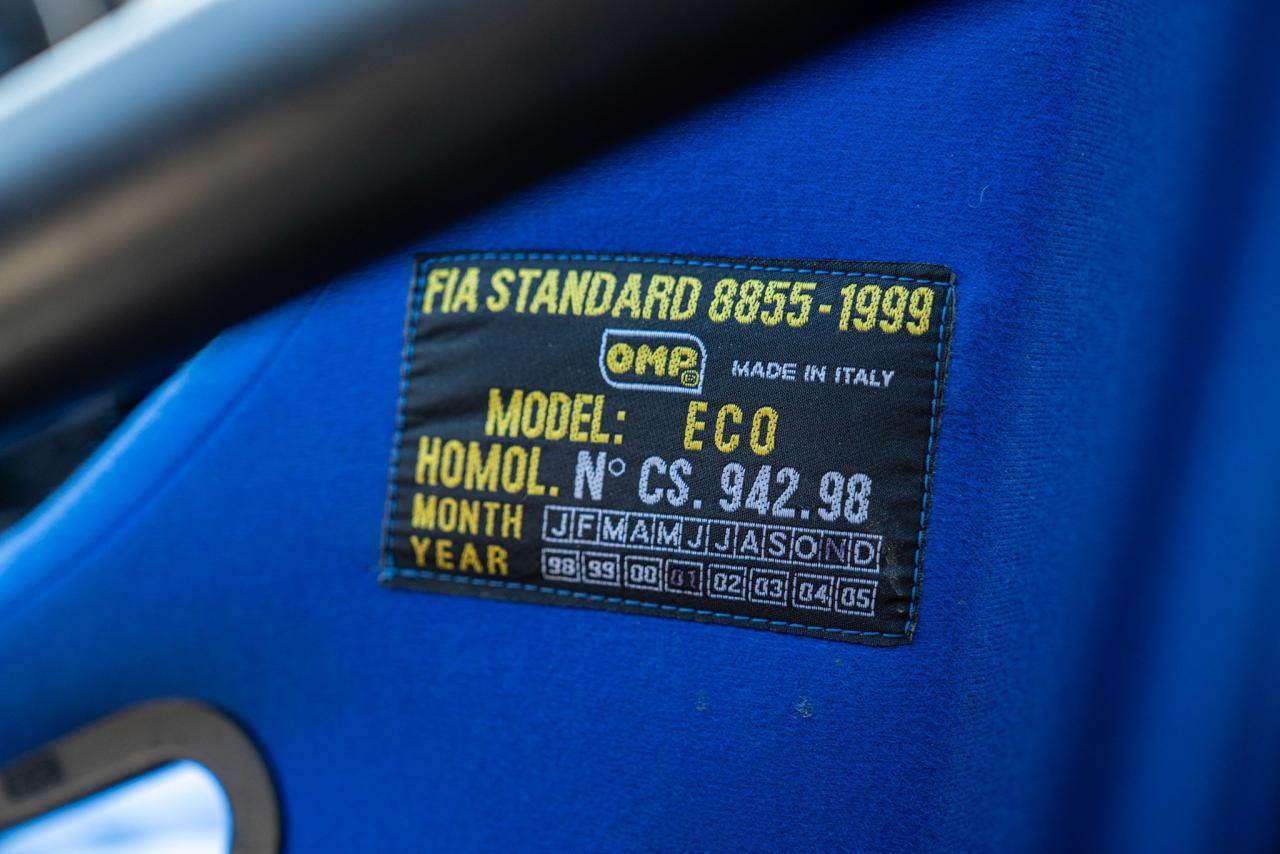 FIA STANDARD 8855-1999
OMP® MADE IN ITALY
MODEL: ECO
HOMOL. N° CS. 942.98
MONTH J F M A M J J A S O N D
YEAR 98 99 00 01 02 03 04 05